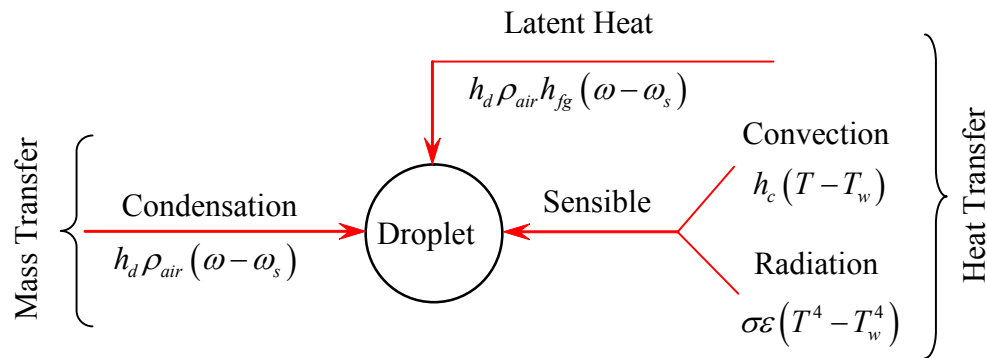 Latent Heat
h_d ρ_air h_fg (ω − ω_s)
Mass Transfer
Condensation
h_d ρ_air (ω − ω_s)
Droplet
Sensible
Convection
h_c (T − T_w)
Radiation
σε (T^4 − T_w^4)
Heat Transfer